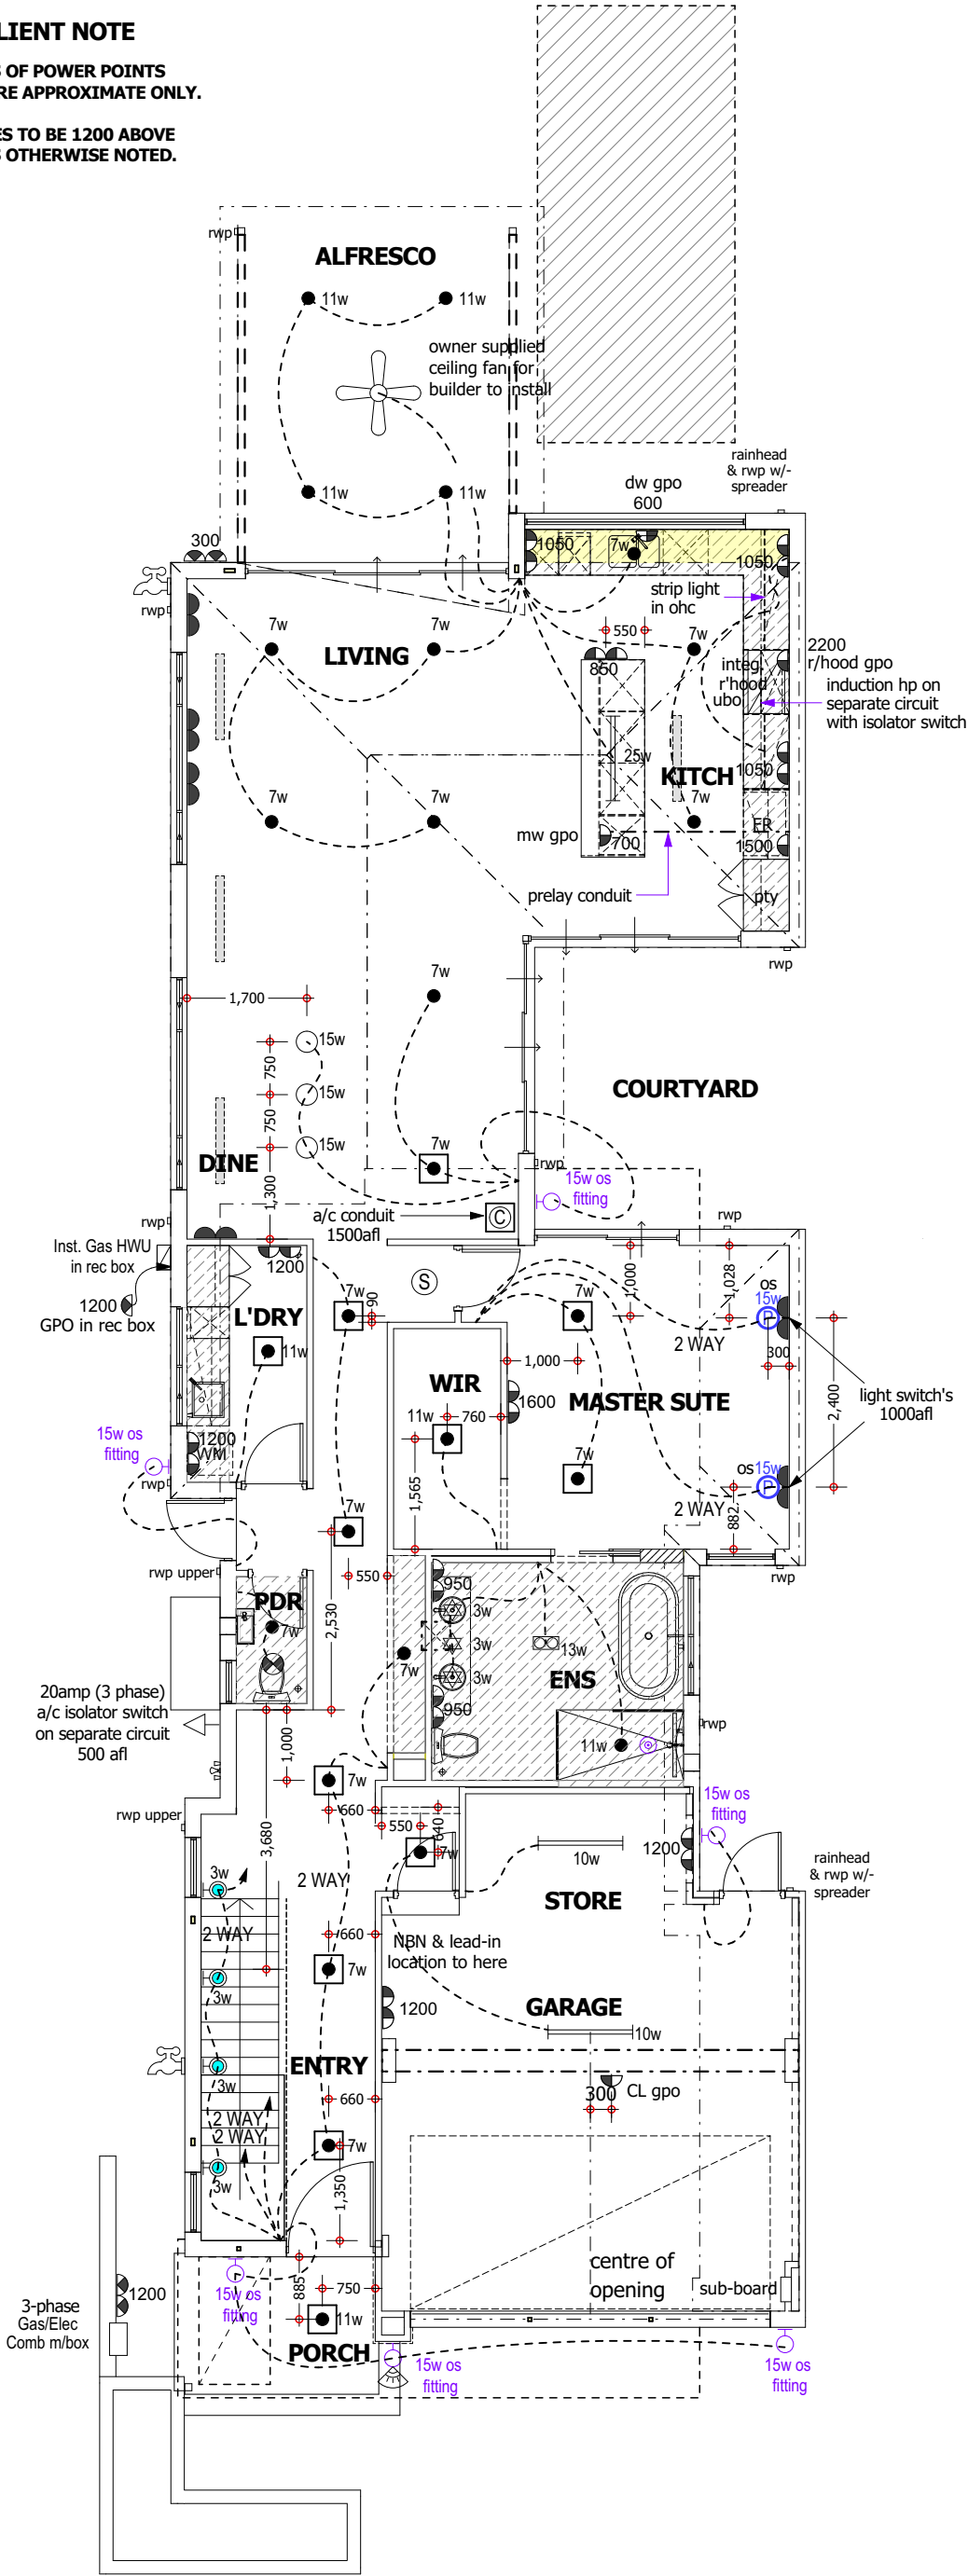 LIENT NOTE
OF POWER POINTS
RE APPROXIMATE ONLY.
ES TO BE 1200 ABOVE
OTHERWISE NOTED.
rwp
ALFRESCO
11w
11w
owner supplied
ceiling fan for
builder to install
11w
11w
rainhead
& rwp w/-
spreader
dw gpo
600
300
1050
7w
1050
strip light
in ohc
rwp
7w
7w
LIVING
550
7w
850
2200
r/hood gpo
integ.
r'hood
ubo
induction hp on
separate circuit
with isolator switch
25w
KITCH
1050
7w
7w
7w
mw gpo
700
FR
1500
prelay conduit
pty
rwp
7w
1,700
15w
750
15w
750
15w
COURTYARD
7w
DINE
1,300
rwp
15w os
fitting
a/c conduit
1500afl
C
rwp
rwp
Inst. Gas HWU
in rec box
1200
GPO in rec box
1200
S
L'DRY
11w
7w
90
7w
1,000
1,028
os
15w
P
2 WAY
300
2,400
light switch's
1000afl
1,000
WIR
1600
MASTER SUTE
11w
760
15w os
fitting
1200
WM
rwp
1,565
7w
os
15w
P
2 WAY
882
7w
rwp
rwp upper
PDR
7w
550
2,530
950
3w
3w
13w
7w
3w
ENS
950
11w
rwp
20amp (3 phase)
a/c isolator switch
on separate circuit
500 afl
1,000
7w
660
550
640
7w
15w os
fitting
rwp upper
3,680
2 WAY
1200
10w
rainhead
& rwp w/-
spreader
3w
STORE
2 WAY
660
NBN & lead-in
location to here
7w
3w
1200
GARAGE
10w
ENTRY
3w
300
CL gpo
660
2 WAY
2 WAY
7w
3w
1,350
centre of
opening
sub-board
15w os
fitting
885
750
11w
1200
3-phase
Gas/Elec
Comb m/box
PORCH
15w os
fitting
15w os
fitting